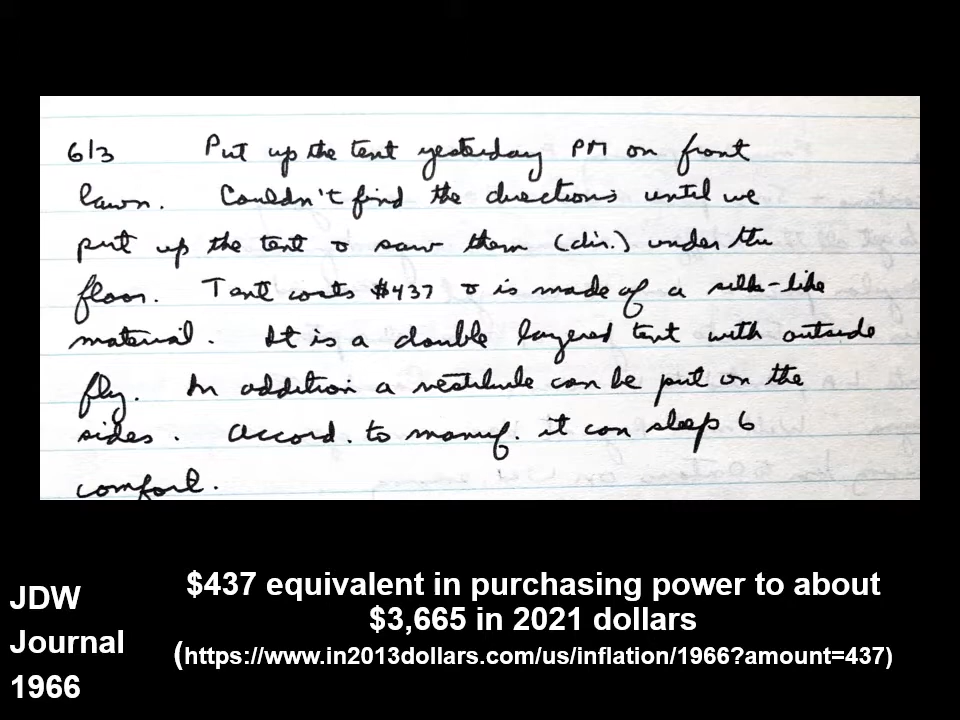 6/3 Put up the tent yesterday PM on front
lawn. Couldn't find the directions until we
put up the tent & saw them (dir.) under the
floor. Tent costs $437 & is made of a silk-like
material. It is a double layered tent with outside
fly. In addition a vestibule can be put on the
sides. Accord. to manuf. it can sleep 6
comfort.
$437 equivalent in purchasing power to about
$3,665 in 2021 dollars
(https://www.in2013dollars.com/us/inflation/1966?amount=437)
JDW
Journal
1966